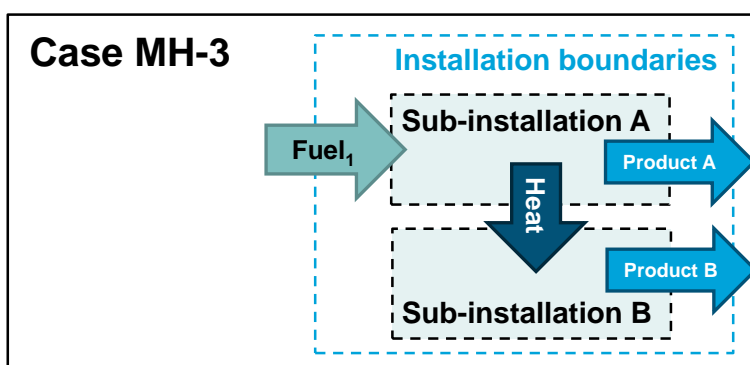 Case MH-3
Installation boundaries
Sub-installation A
Fuel₁
Product A
Heat
Product B
Sub-installation B